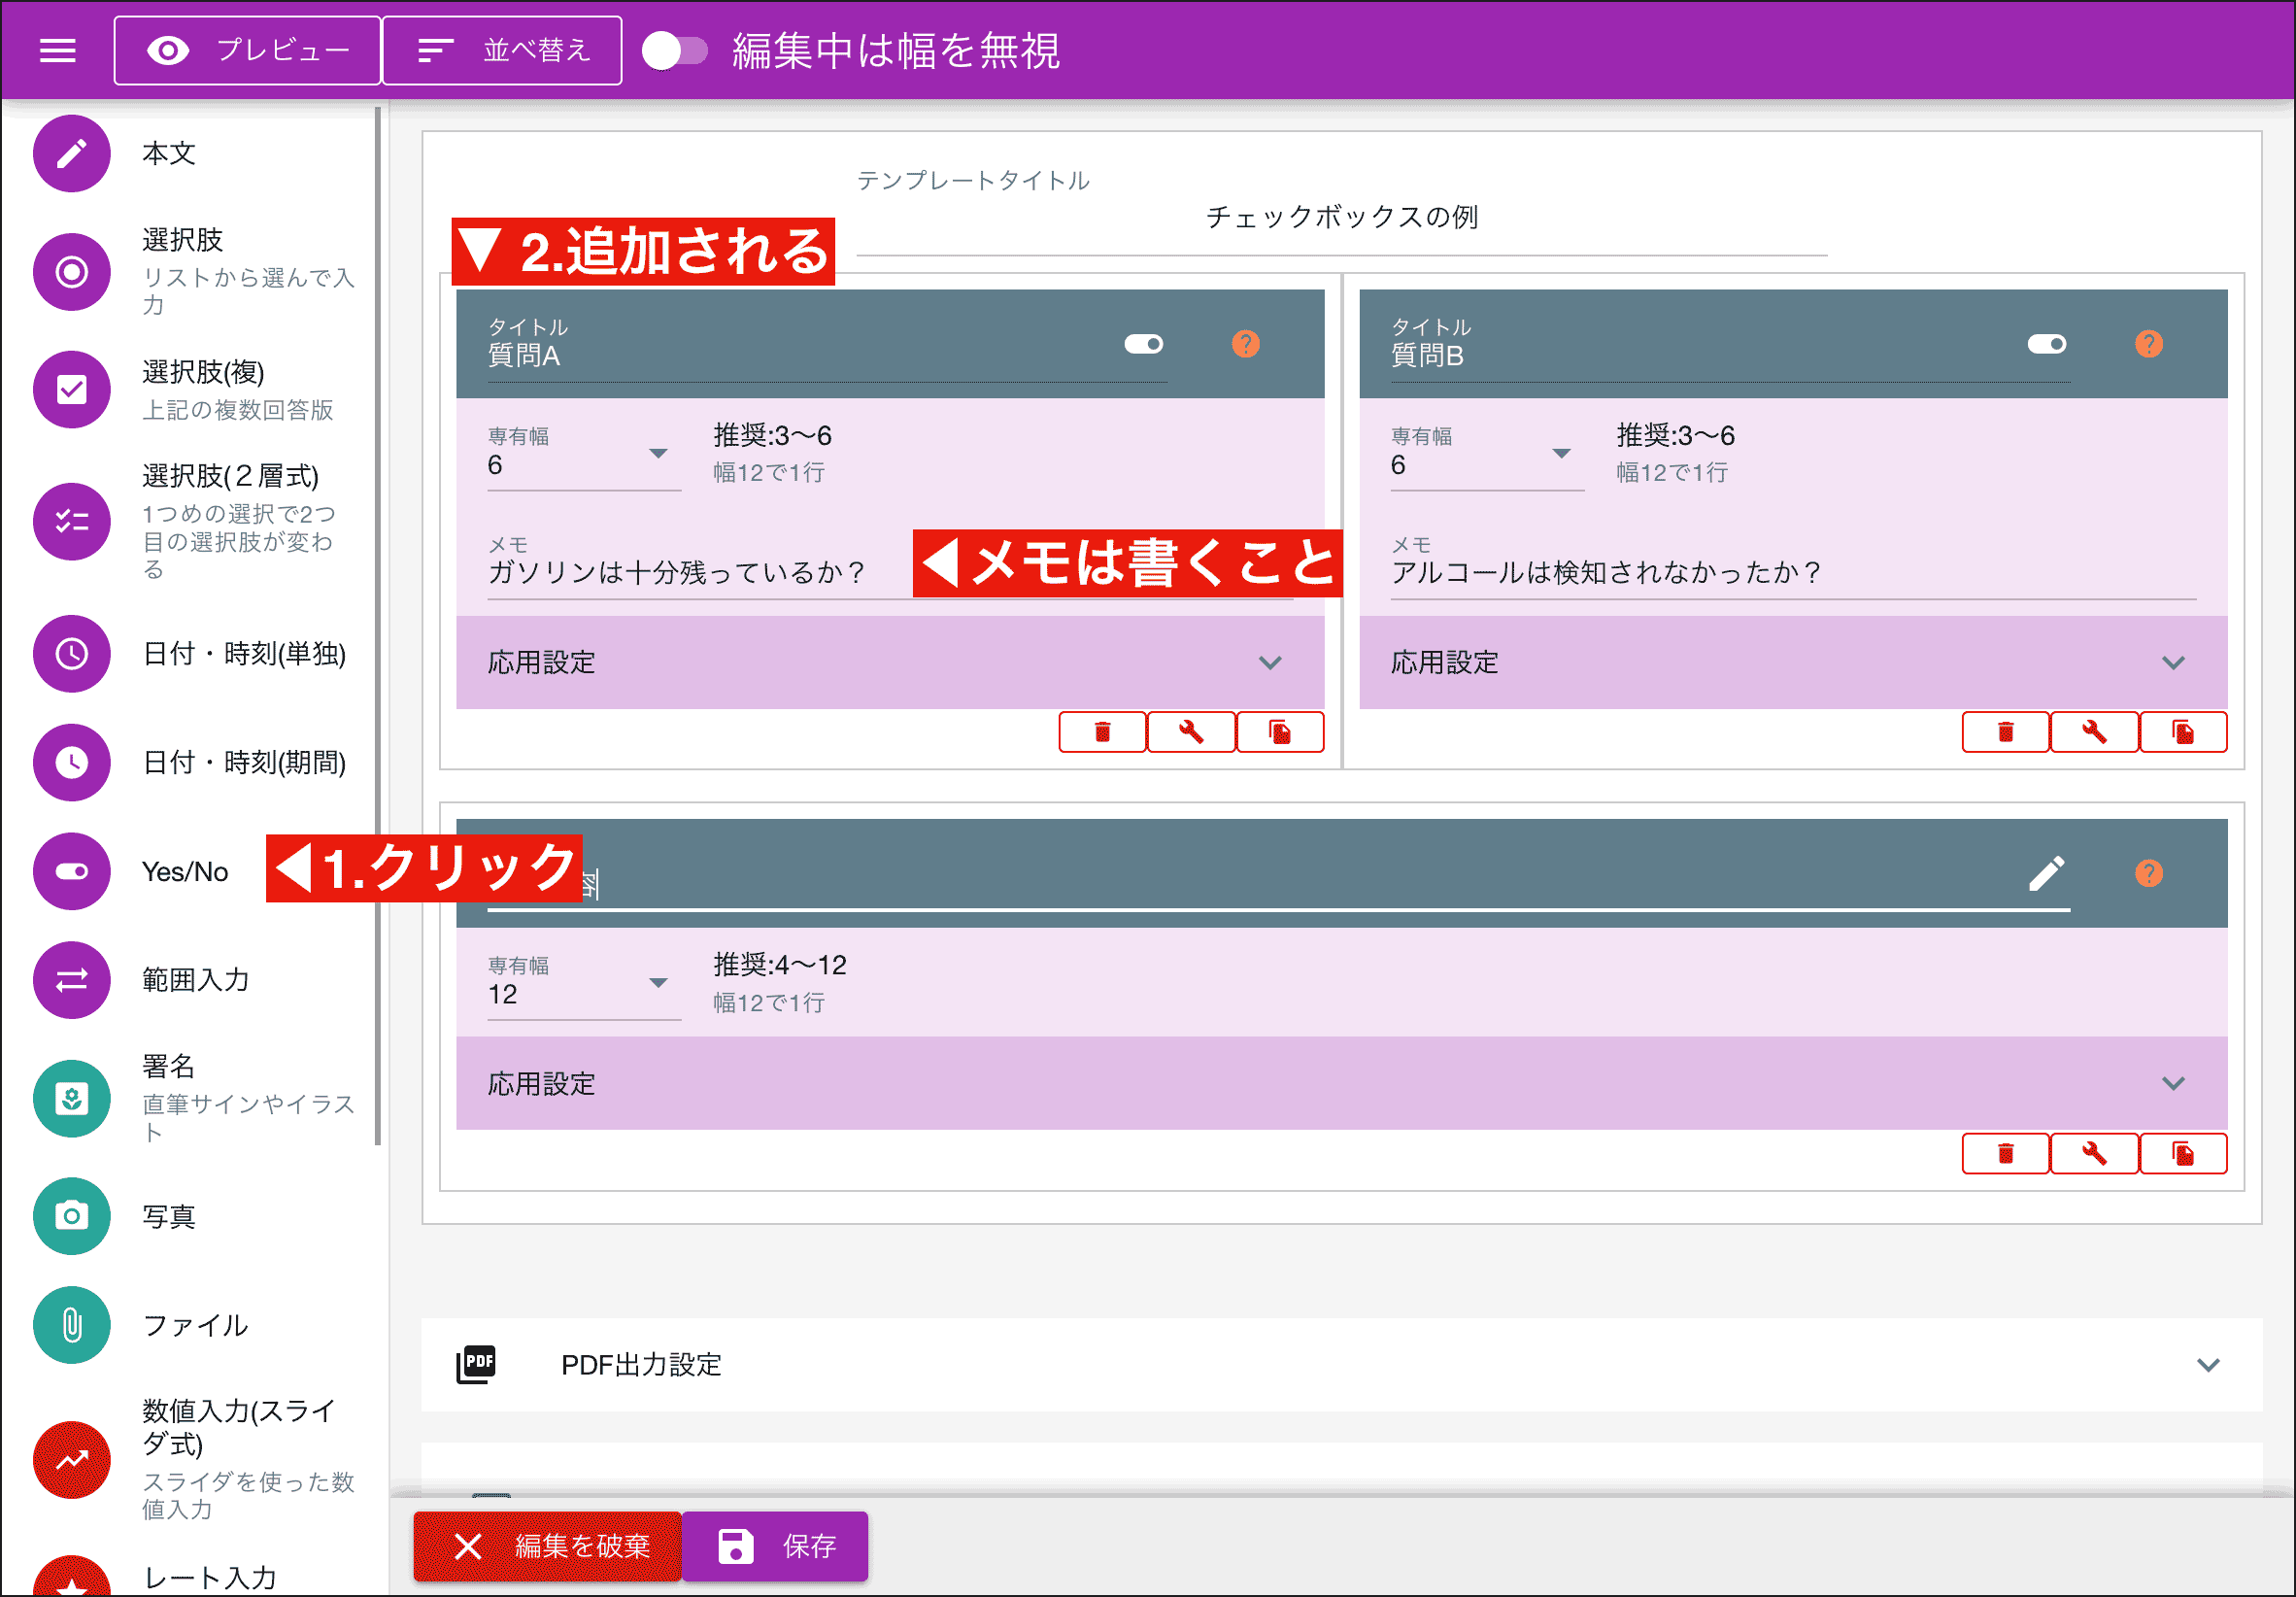 プレビュー
並べ替え
編集中は幅を無視
本文
選択肢
リストから選んで入
力
選択肢(複)
上記の複数回答版
選択肢(２層式)
1つめの選択で2つ
目の選択肢が変わ
る
日付・時刻(単独)
日付・時刻(期間)
Yes/No
◀1.クリック
範囲入力
署名
直筆サインやイラス
ト
写真
ファイル
数値入力(スライ
ダ式)
スライダを使った数
値入力
レート入力
テンプレートタイトル
チェックボックスの例
▼ 2.追加される
タイトル
質問A
専有幅
6
推奨:3〜6
幅12で1行
メモ
ガソリンは十分残っているか？
◀メモは書くこと
応用設定
タイトル
質問B
専有幅
6
推奨:3〜6
幅12で1行
メモ
アルコールは検知されなかったか？
応用設定
専有幅
12
推奨:4〜12
幅12で1行
応用設定
PDF
PDF出力設定
編集を破棄
保存